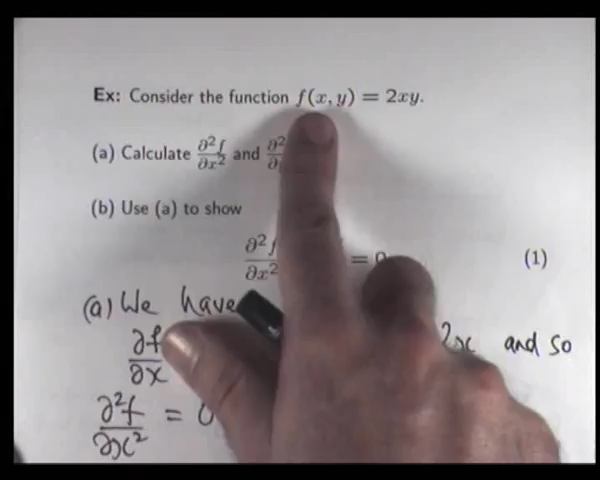 Ex: Consider the function f(x, y) = 2xy.
(a) Calculate ∂²f/∂x² and ∂²
(b) Use (a) to show
∂²f/∂x² = 0 (1)
(a) We have
∂f/∂x 2x and so
∂²f/∂x² = 0